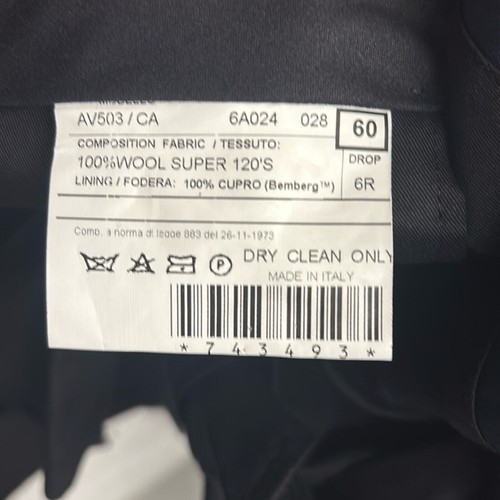 AV503 / CA 6A024 028 60
COMPOSITION FABRIC / TESSUTO:
100%WOOL SUPER 120'S
DROP
6R
LINING / FODERA: 100% CUPRO (Bemberg™)
Comp. a norma di legge 883 del 26-11-1973
P
DRY CLEAN ONLY
MADE IN ITALY
* 7 4 3 4 9 3 *